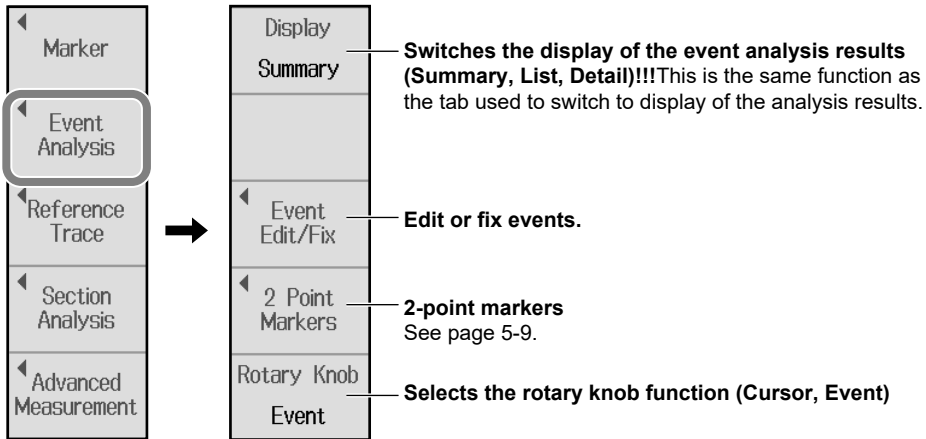 Marker
Event
Analysis
Reference
Trace
Section
Analysis
Advanced
Measurement
Display
Summary
Event
Edit/Fix
2 Point
Markers
Rotary Knob
Event
Switches the display of the event analysis results
(Summary, List, Detail)!!!This is the same function as
the tab used to switch to display of the analysis results.
Edit or fix events.
2-point markers
See page 5-9.
Selects the rotary knob function (Cursor, Event)